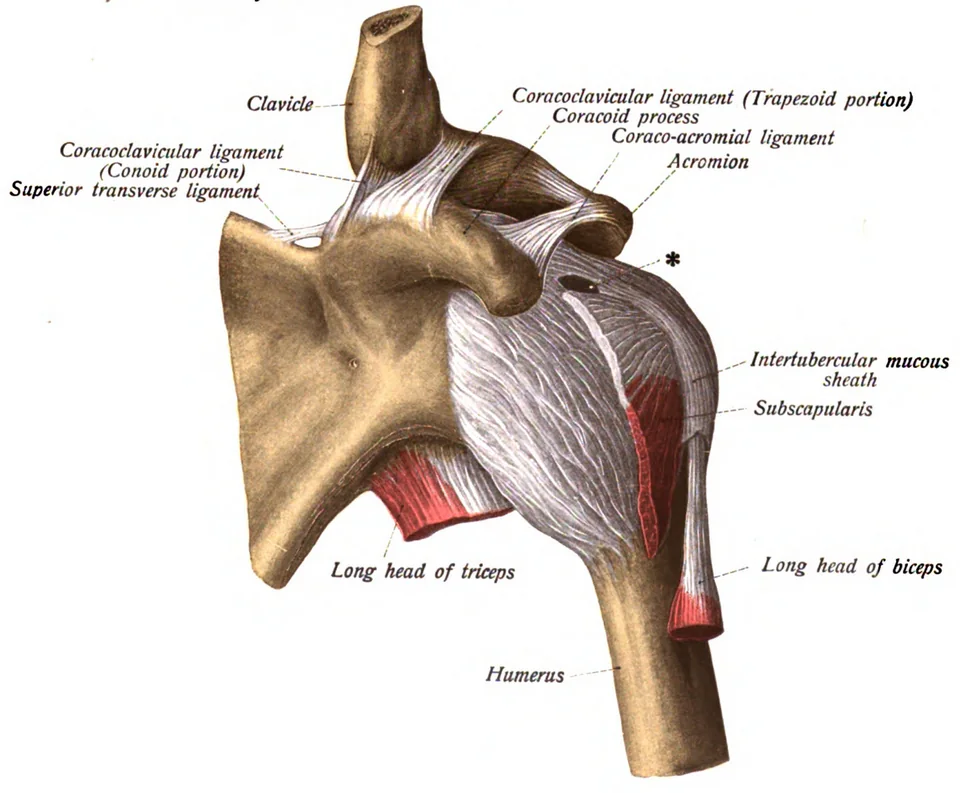 Clavicle
Coracoclavicular ligament (Trapezoid portion)
Coracoid process
Coraco-acromial ligament
Acromion
Coracoclavicular ligament
(Conoid portion)
Superior transverse ligament
*
Intertubercular mucous
sheath
Subscapularis
Long head of triceps
Long head of biceps
Humerus